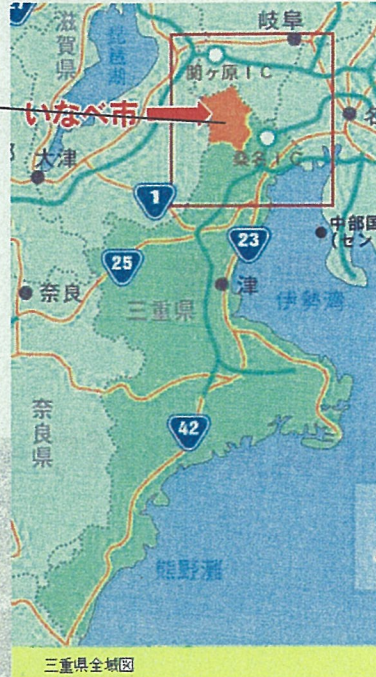 滋賀県
琵琶湖
岐阜
関ヶ原IC
いなべ市
桑名IC
大津
1
中部国
(セン
23
25
津
奈良
伊勢湾
三重県
奈良県
42
熊野灘
三重県全域図